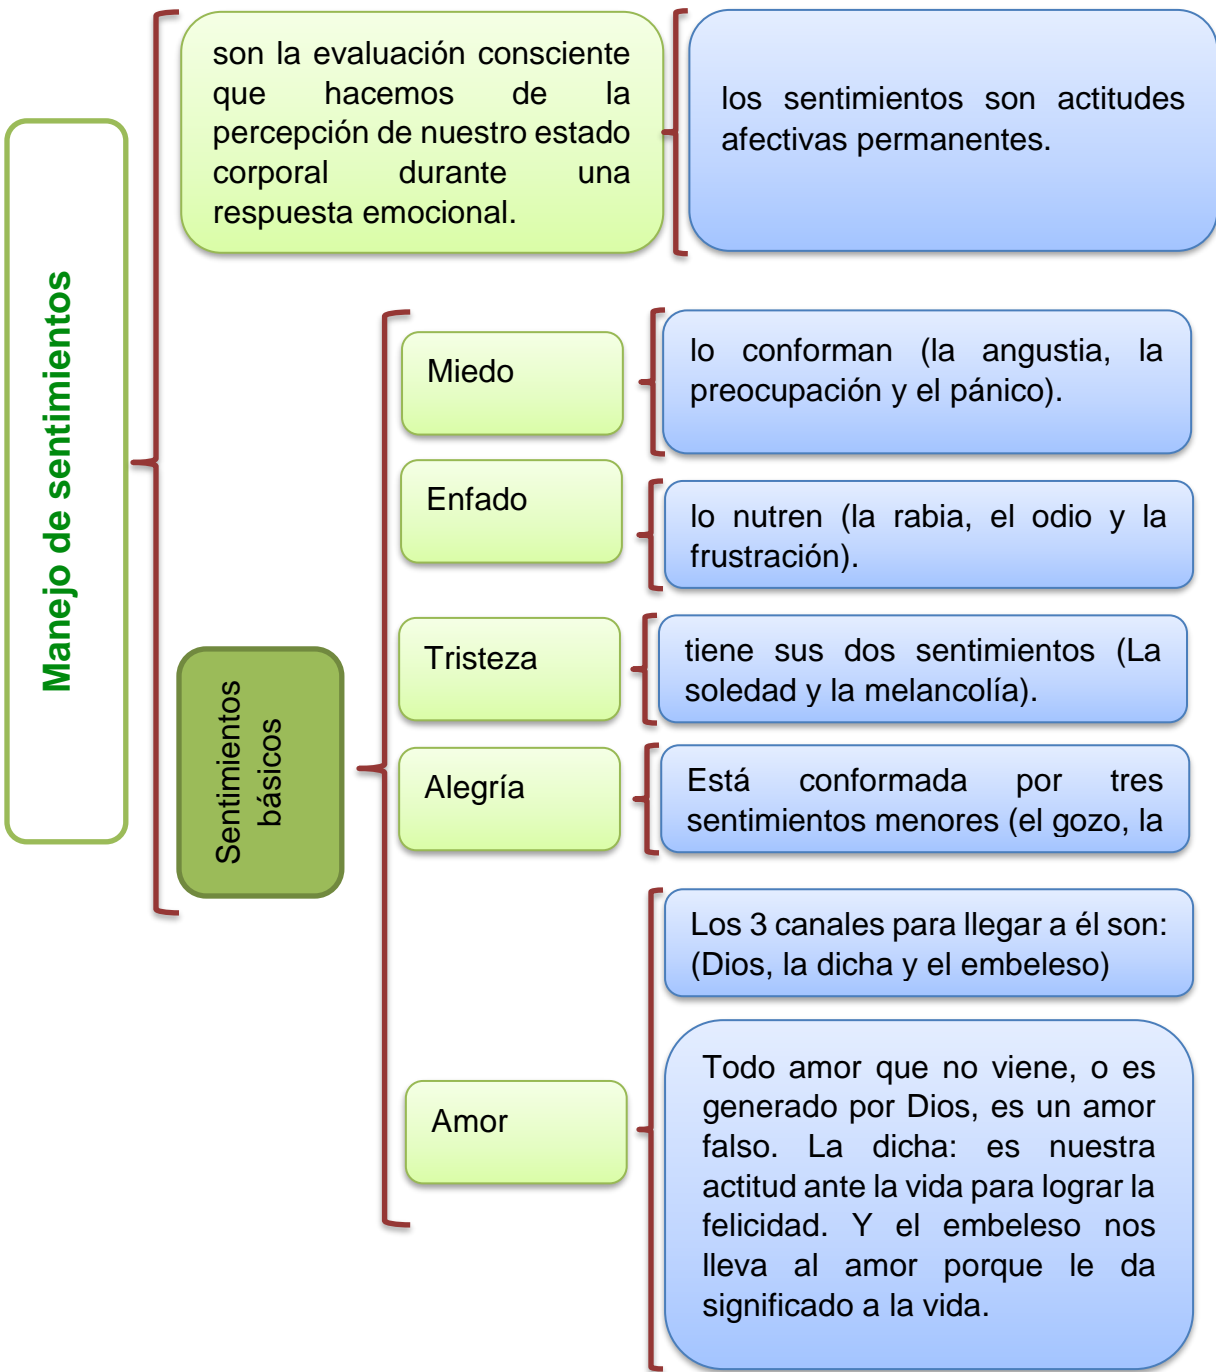 Manejo de sentimientos
son la evaluación consciente
que hacemos de la
percepción de nuestro estado
corporal durante una
respuesta emocional.
los sentimientos son actitudes
afectivas permanentes.
Sentimientos
básicos
Miedo
lo conforman (la angustia, la
preocupación y el pánico).
Enfado
lo nutren (la rabia, el odio y la
frustración).
Tristeza
tiene sus dos sentimientos (La
soledad y la melancolía).
Alegría
Está conformada por tres
sentimientos menores (el gozo, la
Amor
Los 3 canales para llegar a él son:
(Dios, la dicha y el embeleso)
Todo amor que no viene, o es
generado por Dios, es un amor
falso. La dicha: es nuestra
actitud ante la vida para lograr la
felicidad. Y el embeleso nos
lleva al amor porque le da
significado a la vida.